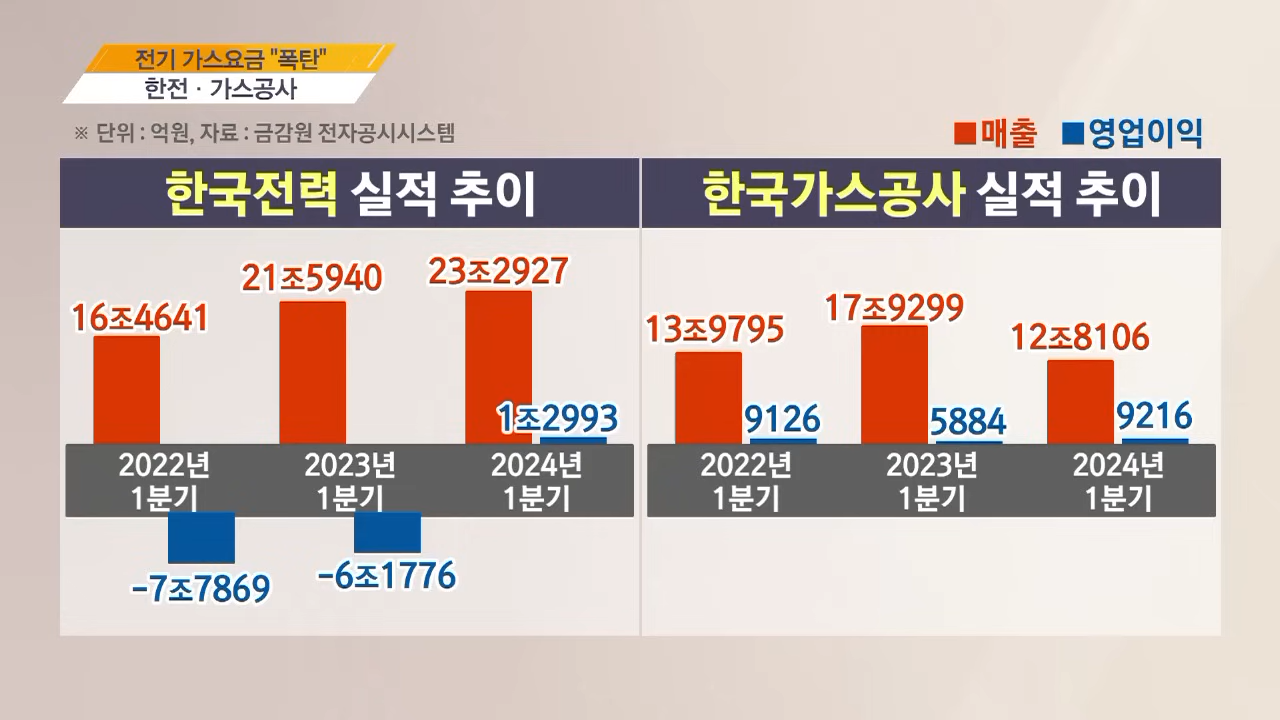 전기 가스요금 "폭탄"
한전 · 가스공사
※ 단위 : 억원, 자료 : 금감원 전자공시시스템
■매출 ■영업이익
한국전력 실적 추이
16조4641
21조5940
23조2927
1조2993
2022년
1분기
2023년
1분기
2024년
1분기
-7조7869
-6조1776
한국가스공사 실적 추이
13조9795
17조9299
12조8106
9126
5884
9216
2022년
1분기
2023년
1분기
2024년
1분기